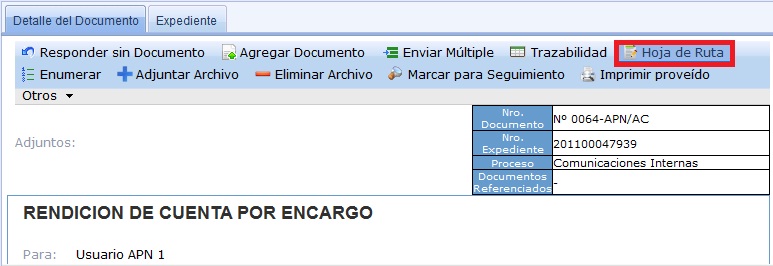 Detalle del Documento Expediente
Responder sin Documento Agregar Documento Enviar Múltiple Trazabilidad Hoja de Ruta
Enumerar Adjuntar Archivo Eliminar Archivo Marcar para Seguimiento Imprimir proveído
Otros
Adjuntos:
Nro. Documento Nº 0064-APN/AC
Nro. Expediente 201100047939
Proceso Comunicaciones Internas
Documentos Referenciados -
RENDICION DE CUENTA POR ENCARGO
Para: Usuario APN 1